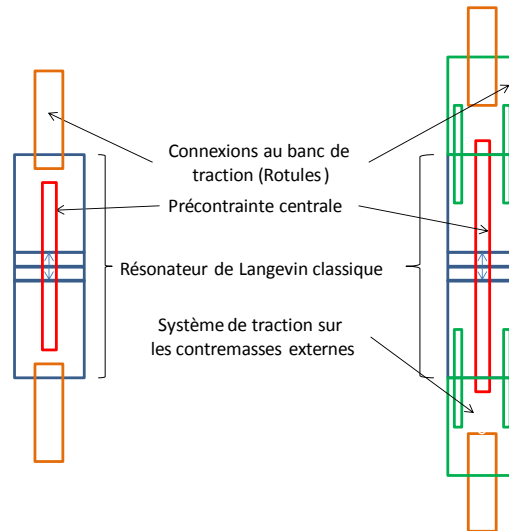 Connexions au banc de
traction (Rotules)
Précontrainte centrale
Résonateur de Langevin classique
Système de traction sur
les contremasses externes